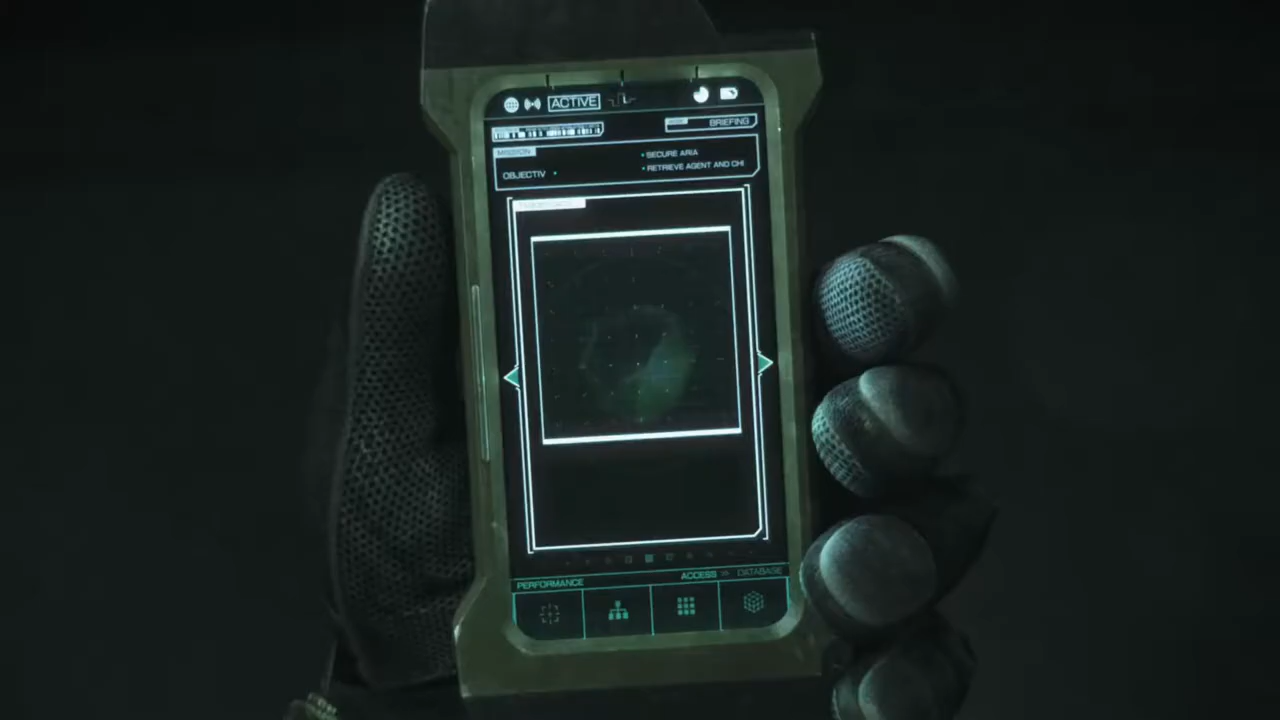 ACTIVE
BRIEFING
MISSION
• SECURE ARIA
OBJECTIV •
• RETRIEVE AGENT AND CHI
PERFORMANCE
ACCESS >> DATABASE